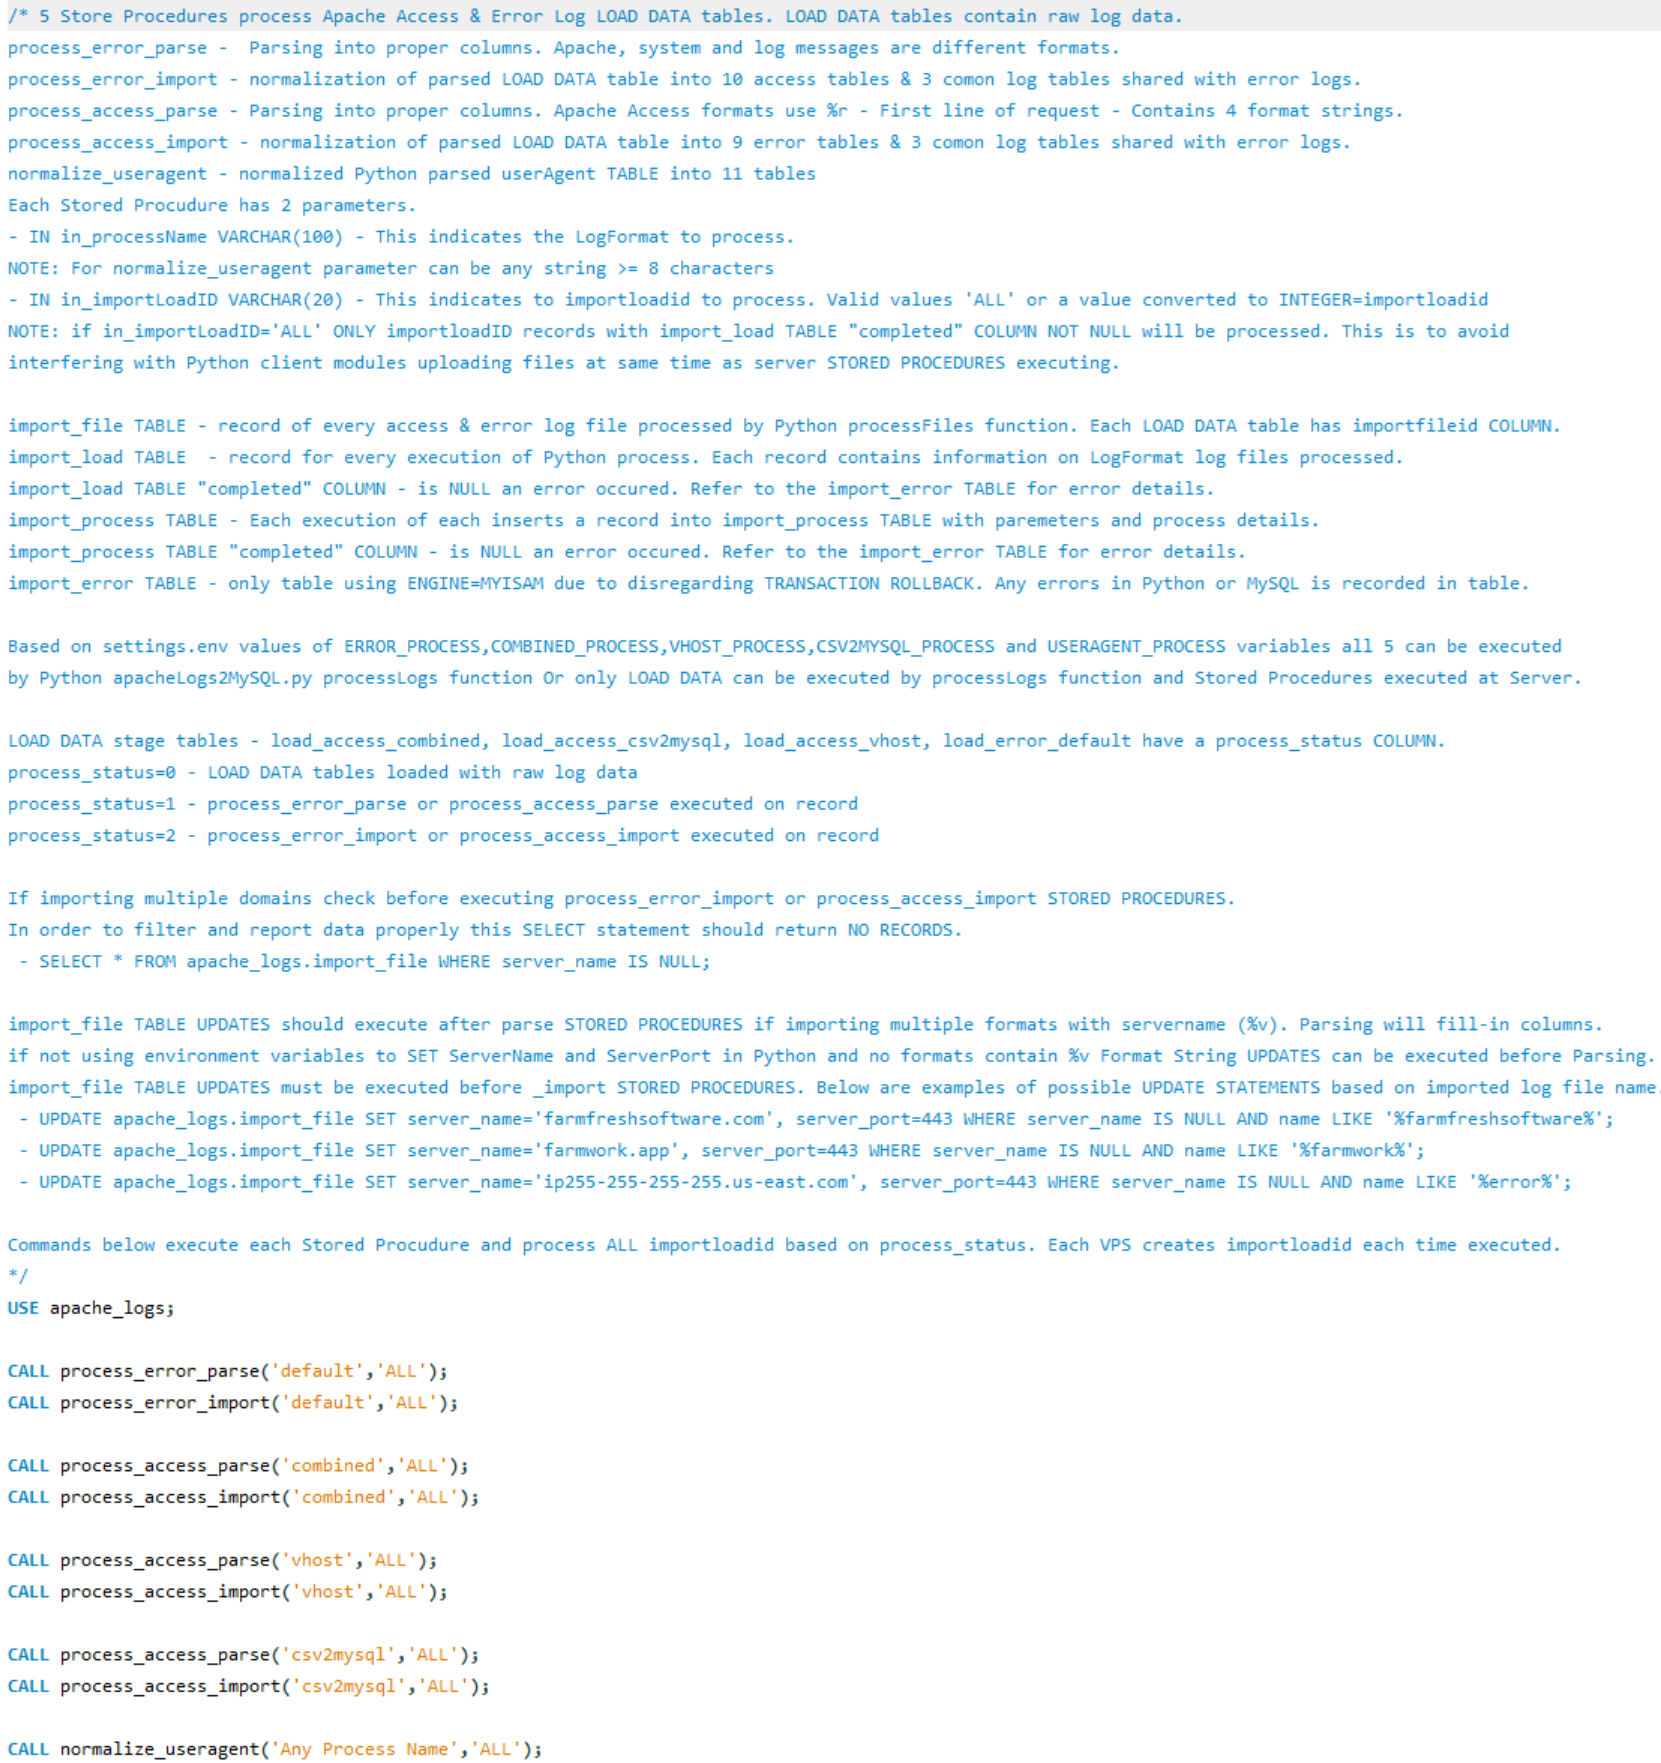 /* 5 Store Procedures process Apache Access & Error Log LOAD DATA tables. LOAD DATA tables contain raw log data.
process_error_parse -  Parsing into proper columns. Apache, system and log messages are different formats.
process_error_import - normalization of parsed LOAD DATA table into 10 access tables & 3 comon log tables shared with error logs.
process_access_parse - Parsing into proper columns. Apache Access formats use %r - First line of request - Contains 4 format strings.
process_access_import - normalization of parsed LOAD DATA table into 9 error tables & 3 comon log tables shared with error logs.
normalize_useragent - normalized Python parsed userAgent TABLE into 11 tables
Each Stored Procudure has 2 parameters.
- IN in_processName VARCHAR(100) - This indicates the LogFormat to process.
NOTE: For normalize_useragent parameter can be any string >= 8 characters
- IN in_importLoadID VARCHAR(20) - This indicates to importloadid to process. Valid values 'ALL' or a value converted to INTEGER=importloadid
NOTE: if in_importLoadID='ALL' ONLY importloadID records with import_load TABLE "completed" COLUMN NOT NULL will be processed. This is to avoid
interfering with Python client modules uploading files at same time as server STORED PROCEDURES executing.

import_file TABLE - record of every access & error log file processed by Python processFiles function. Each LOAD DATA table has importfileid COLUMN.
import_load TABLE  - record for every execution of Python process. Each record contains information on LogFormat log files processed.
import_load TABLE "completed" COLUMN - is NULL an error occured. Refer to the import_error TABLE for error details.
import_process TABLE - Each execution of each inserts a record into import_process TABLE with paremeters and process details.
import_process TABLE "completed" COLUMN - is NULL an error occured. Refer to the import_error TABLE for error details.
import_error TABLE - only table using ENGINE=MYISAM due to disregarding TRANSACTION ROLLBACK. Any errors in Python or MySQL is recorded in table.

Based on settings.env values of ERROR_PROCESS,COMBINED_PROCESS,VHOST_PROCESS,CSV2MYSQL_PROCESS and USERAGENT_PROCESS variables all 5 can be executed
by Python apacheLogs2MySQL.py processLogs function Or only LOAD DATA can be executed by processLogs function and Stored Procedures executed at Server.

LOAD DATA stage tables - load_access_combined, load_access_csv2mysql, load_access_vhost, load_error_default have a process_status COLUMN.
process_status=0 - LOAD DATA tables loaded with raw log data
process_status=1 - process_error_parse or process_access_parse executed on record
process_status=2 - process_error_import or process_access_import executed on record

If importing multiple domains check before executing process_error_import or process_access_import STORED PROCEDURES.
In order to filter and report data properly this SELECT statement should return NO RECORDS.
 - SELECT * FROM apache_logs.import_file WHERE server_name IS NULL;

import_file TABLE UPDATES should execute after parse STORED PROCEDURES if importing multiple formats with servername (%v). Parsing will fill-in columns.
if not using environment variables to SET ServerName and ServerPort in Python and no formats contain %v Format String UPDATES can be executed before Parsing.
import_file TABLE UPDATES must be executed before _import STORED PROCEDURES. Below are examples of possible UPDATE STATEMENTS based on imported log file name.
 - UPDATE apache_logs.import_file SET server_name='farmfreshsoftware.com', server_port=443 WHERE server_name IS NULL AND name LIKE '%farmfreshsoftware%';
 - UPDATE apache_logs.import_file SET server_name='farmwork.app', server_port=443 WHERE server_name IS NULL AND name LIKE '%farmwork%';
 - UPDATE apache_logs.import_file SET server_name='ip255-255-255-255.us-east.com', server_port=443 WHERE server_name IS NULL AND name LIKE '%error%';

Commands below execute each Stored Procudure and process ALL importloadid based on process_status. Each VPS creates importloadid each time executed.
*/
USE apache_logs;

CALL process_error_parse('default','ALL');
CALL process_error_import('default','ALL');

CALL process_access_parse('combined','ALL');
CALL process_access_import('combined','ALL');

CALL process_access_parse('vhost','ALL');
CALL process_access_import('vhost','ALL');

CALL process_access_parse('csv2mysql','ALL');
CALL process_access_import('csv2mysql','ALL');

CALL normalize_useragent('Any Process Name','ALL');